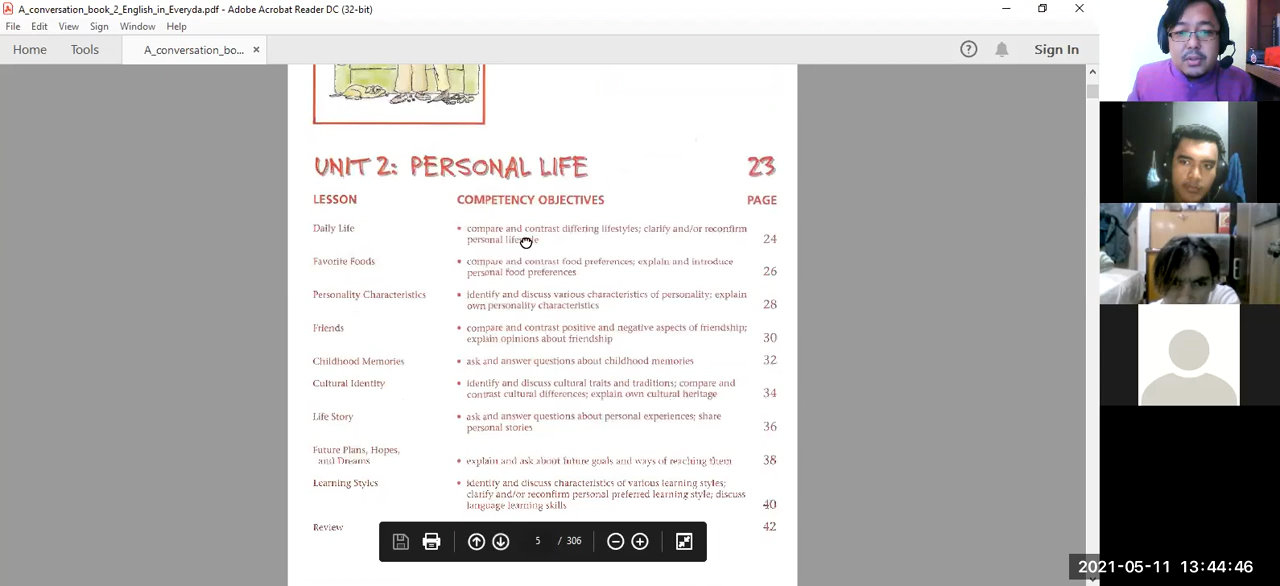 A_conversation_book_2_English_in_Everyda.pdf - Adobe Acrobat Reader DC (32-bit)
File Edit View Sign Window Help
Home Tools A_conversation_bo... × Sign In
UNIT 2: PERSONAL LIFE 23
LESSON COMPETENCY OBJECTIVES PAGE
Daily Life • compare and contrast differing lifestyles; clarify and/or reconfirm
personal lifestyle 24
Favorite Foods • compare and contrast food preferences; explain and introduce
personal food preferences 26
Personality Characteristics • identify and discuss various characteristics of personality; explain
own personality characteristics 28
Friends • compare and contrast positive and negative aspects of friendship;
explain opinions about friendship 30
Childhood Memories • ask and answer questions about childhood memories 32
Cultural Identity • identify and discuss cultural traits and traditions; compare and
contrast cultural differences; explain own cultural heritage 34
Life Story • ask and answer questions about personal experiences; share
personal stories 36
Future Plans, Hopes,
and Dreams • explain and ask about future goals and ways of reaching them 38
Learning Styles • identify and discuss characteristics of various learning styles;
clarify and/or reconfirm personal preferred learning style; discuss
language learning skills 40
Review 42
5 / 306
2021-05-11 13:44:46